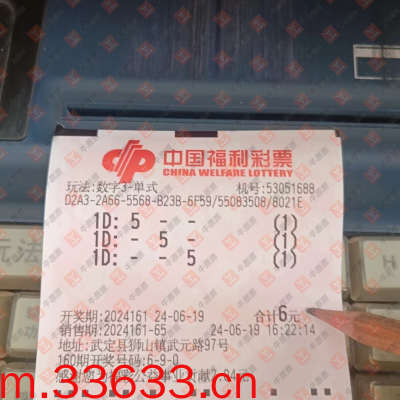 中国福利彩票
CHINA WELFARE LOTTERY
玩法:数字3-单式 机号:53051688
D2A3-2A66-5568-B23B-6F59/55083508/8021E
1D: 5 - - (1)
1D: - 5 - (1)
1D: - - 5 (1)
开奖期:2024161 24-06-19 合计6元
销售期:2024161-65 24-06-19 16:22:14
地址:武定县狮山镇武元路97号
160期开奖号码:6-9-0
m.33633.cn